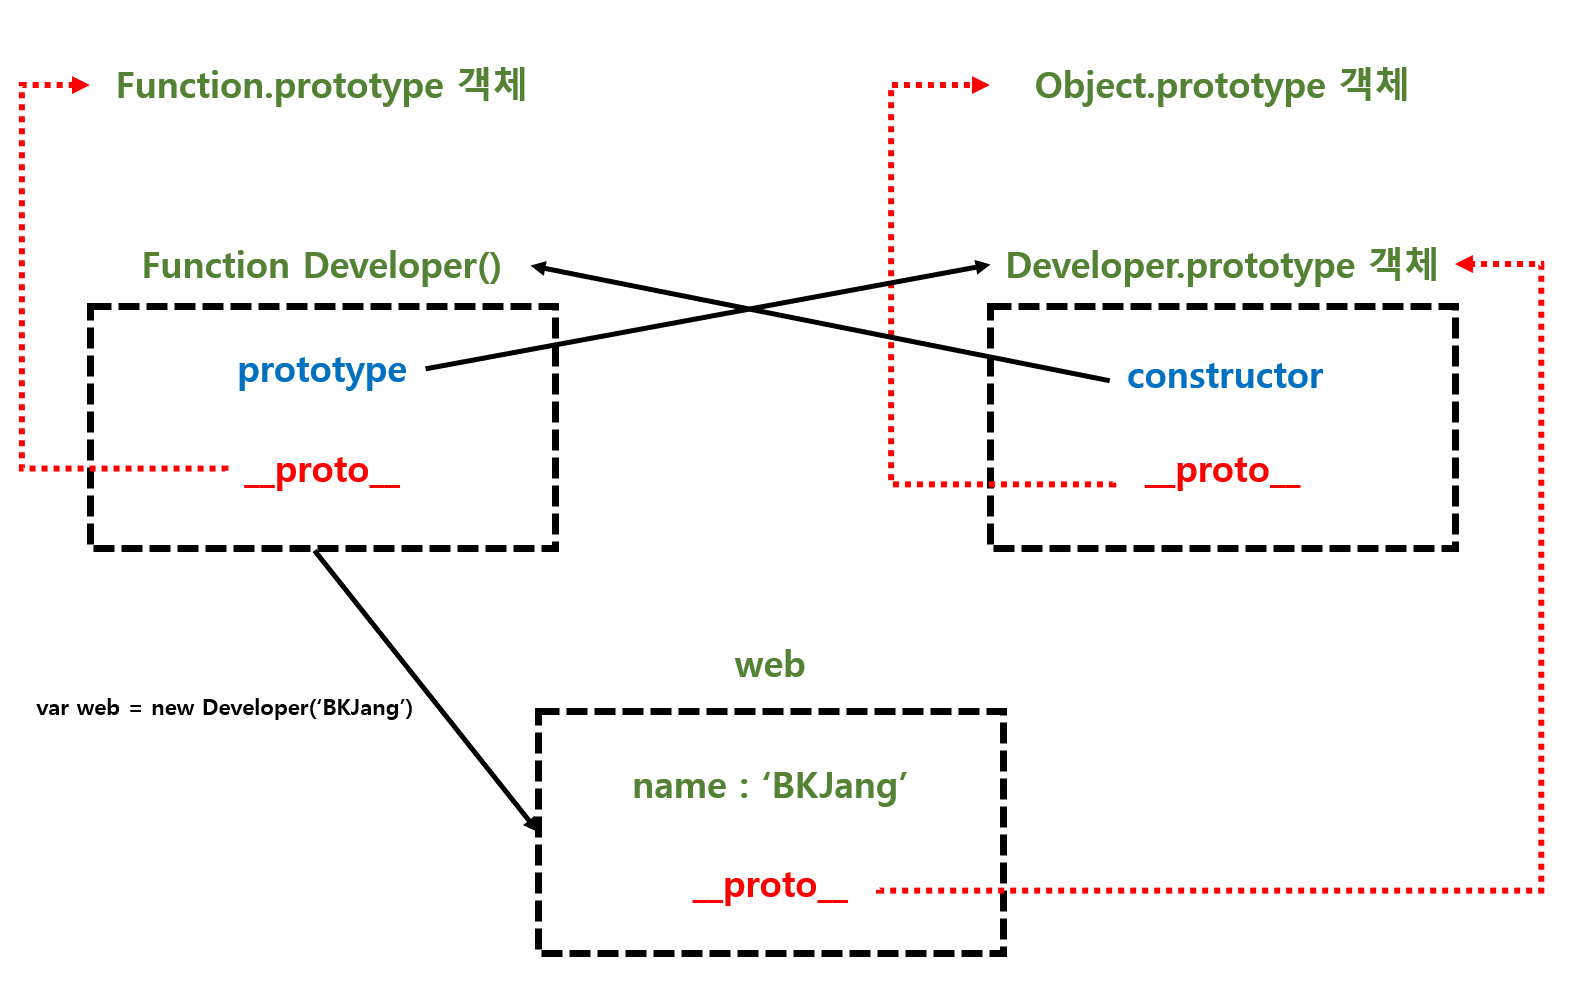 Function.prototype 객체
Object.prototype 객체
Function Developer()
Developer.prototype 객체
prototype
constructor
__proto__
__proto__
web
var web = new Developer(‘BKJang’)
name : ‘BKJang’
__proto__